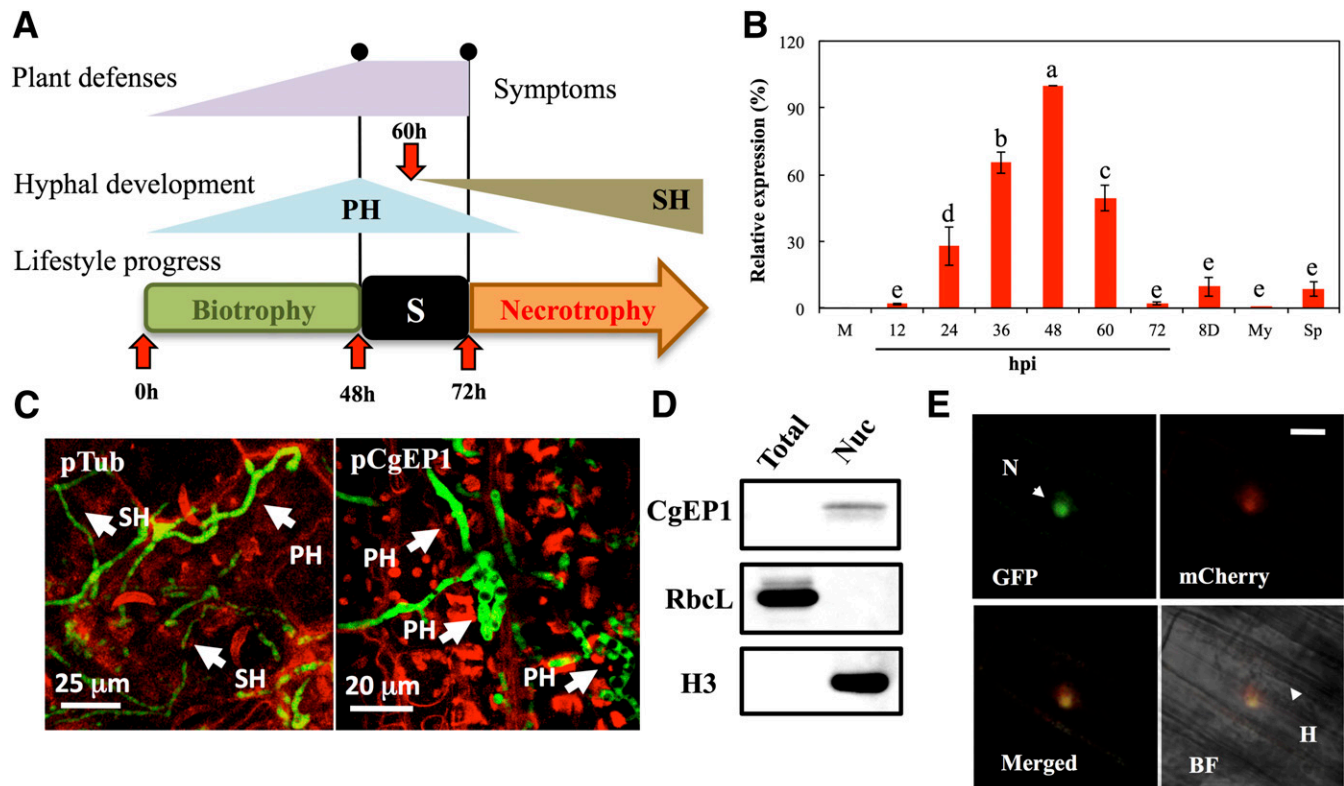 A
Plant defenses
Symptoms
60h
Hyphal development
PH
SH
Lifestyle progress
Biotrophy
S
Necrotrophy
0h
48h
72h
B
Relative expression (%)
120
90
60
30
0
e
d
b
a
c
e
e
e
e
M
12
24
36
48
60
72
8D
My
Sp
hpi
C
pTub
SH
PH
SH
25 μm
pCgEP1
PH
PH
PH
20 μm
D
Total
Nuc
CgEP1
RbcL
H3
E
N
GFP
mCherry
Merged
H
BF